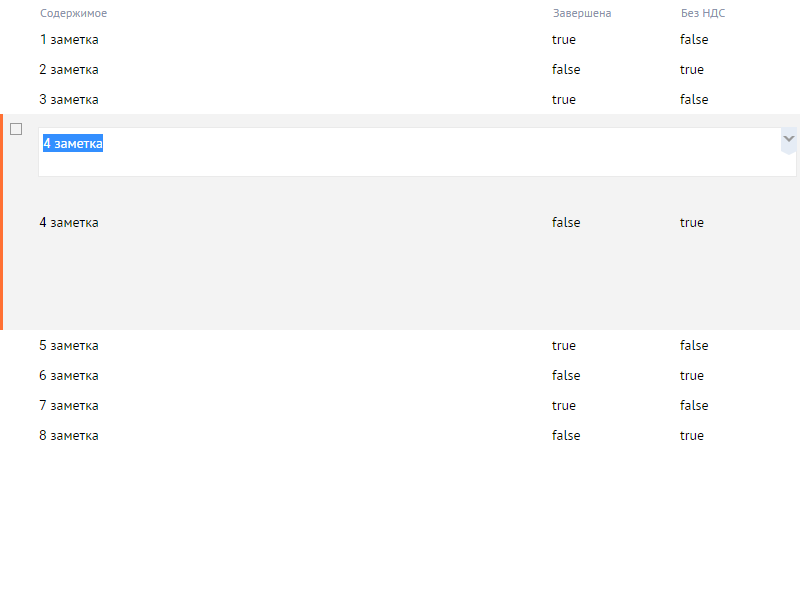 Содержимое Завершена Без НДС
1 заметка true false
2 заметка false true
3 заметка true false
4 заметка
4 заметка false true
5 заметка true false
6 заметка false true
7 заметка true false
8 заметка false true